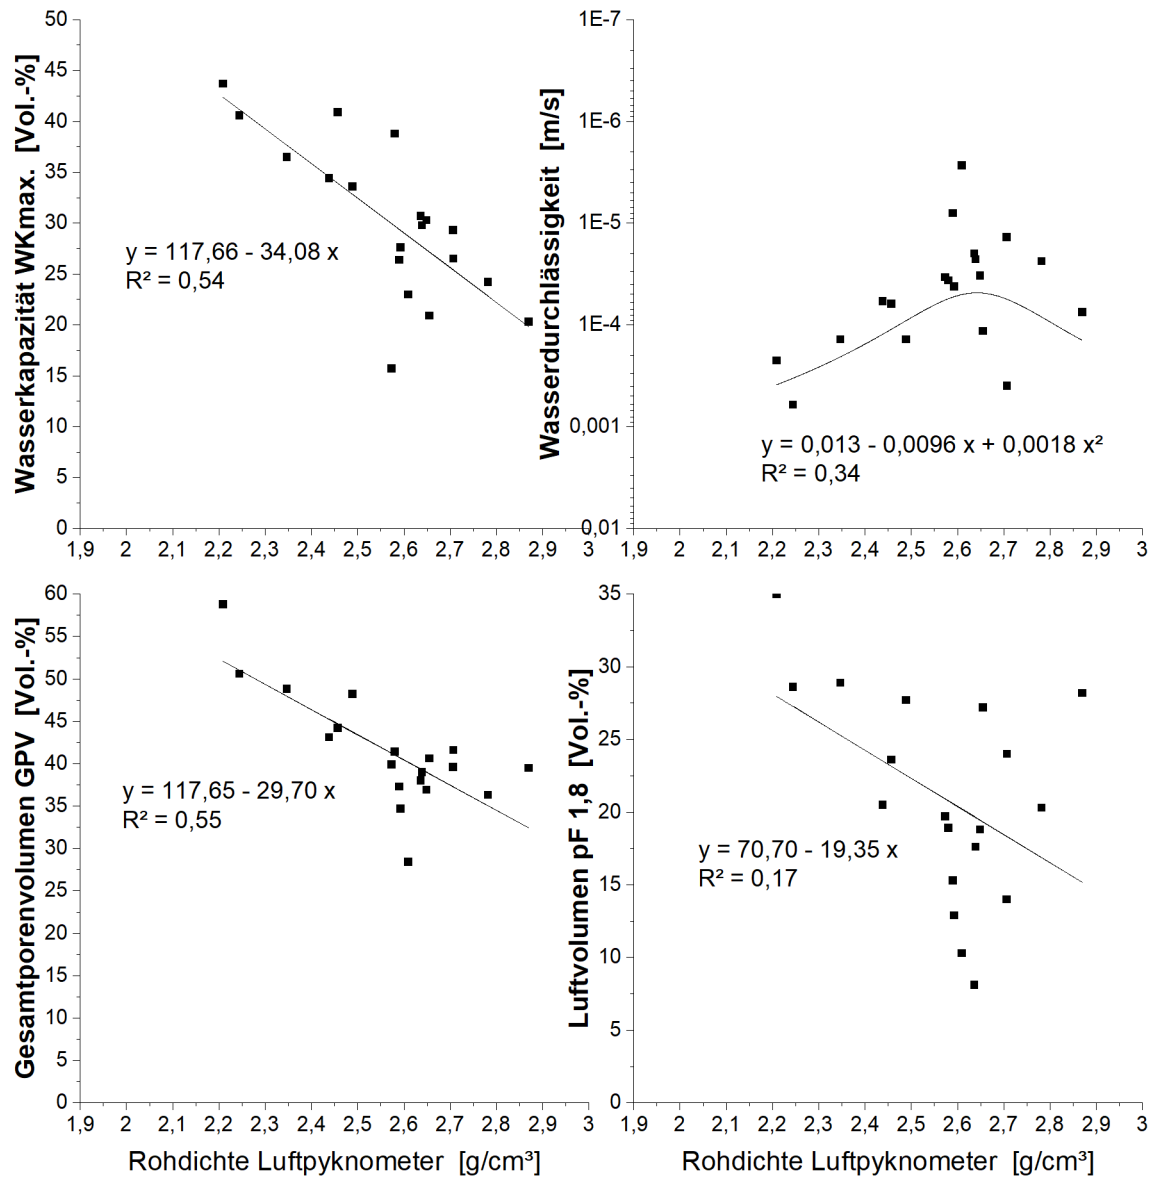 Wasserkapazität WKmax. [Vol.-%]
50
45
40
35
30
25
20
15
10
5
0
y = 117,66 - 34,08 x
R² = 0,54
1,9 2 2,1 2,2 2,3 2,4 2,5 2,6 2,7 2,8 2,9 3
Wasserdurchlässigkeit [m/s]
1E-7
1E-6
1E-5
1E-4
0,001
0,01
y = 0,013 - 0,0096 x + 0,0018 x²
R² = 0,34
1,9 2 2,1 2,2 2,3 2,4 2,5 2,6 2,7 2,8 2,9 3
Gesamtporenvolumen GPV [Vol.-%]
60
55
50
45
40
35
30
25
20
15
10
5
0
y = 117,65 - 29,70 x
R² = 0,55
1,9 2 2,1 2,2 2,3 2,4 2,5 2,6 2,7 2,8 2,9 3
Rohdichte Luftpyknometer [g/cm³]
Luftvolumen pF 1,8 [Vol.-%]
35
30
25
20
15
10
5
0
y = 70,70 - 19,35 x
R² = 0,17
1,9 2 2,1 2,2 2,3 2,4 2,5 2,6 2,7 2,8 2,9 3
Rohdichte Luftpyknometer [g/cm³]